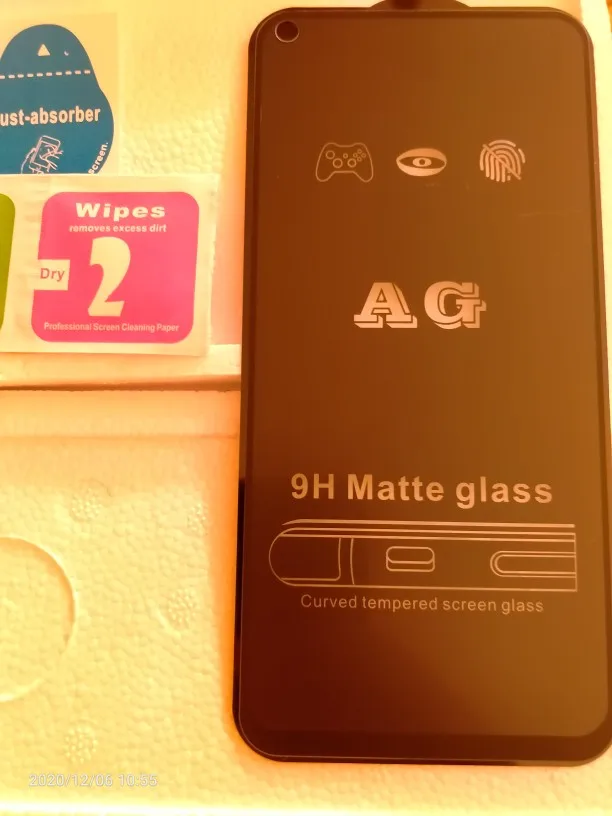 ust-absorber
screen.
Wipes
removes excess dirt
Dry
2
Professional Screen Cleaning Paper
AG
9H Matte glass
Curved tempered screen glass
2020/12/06 10:55